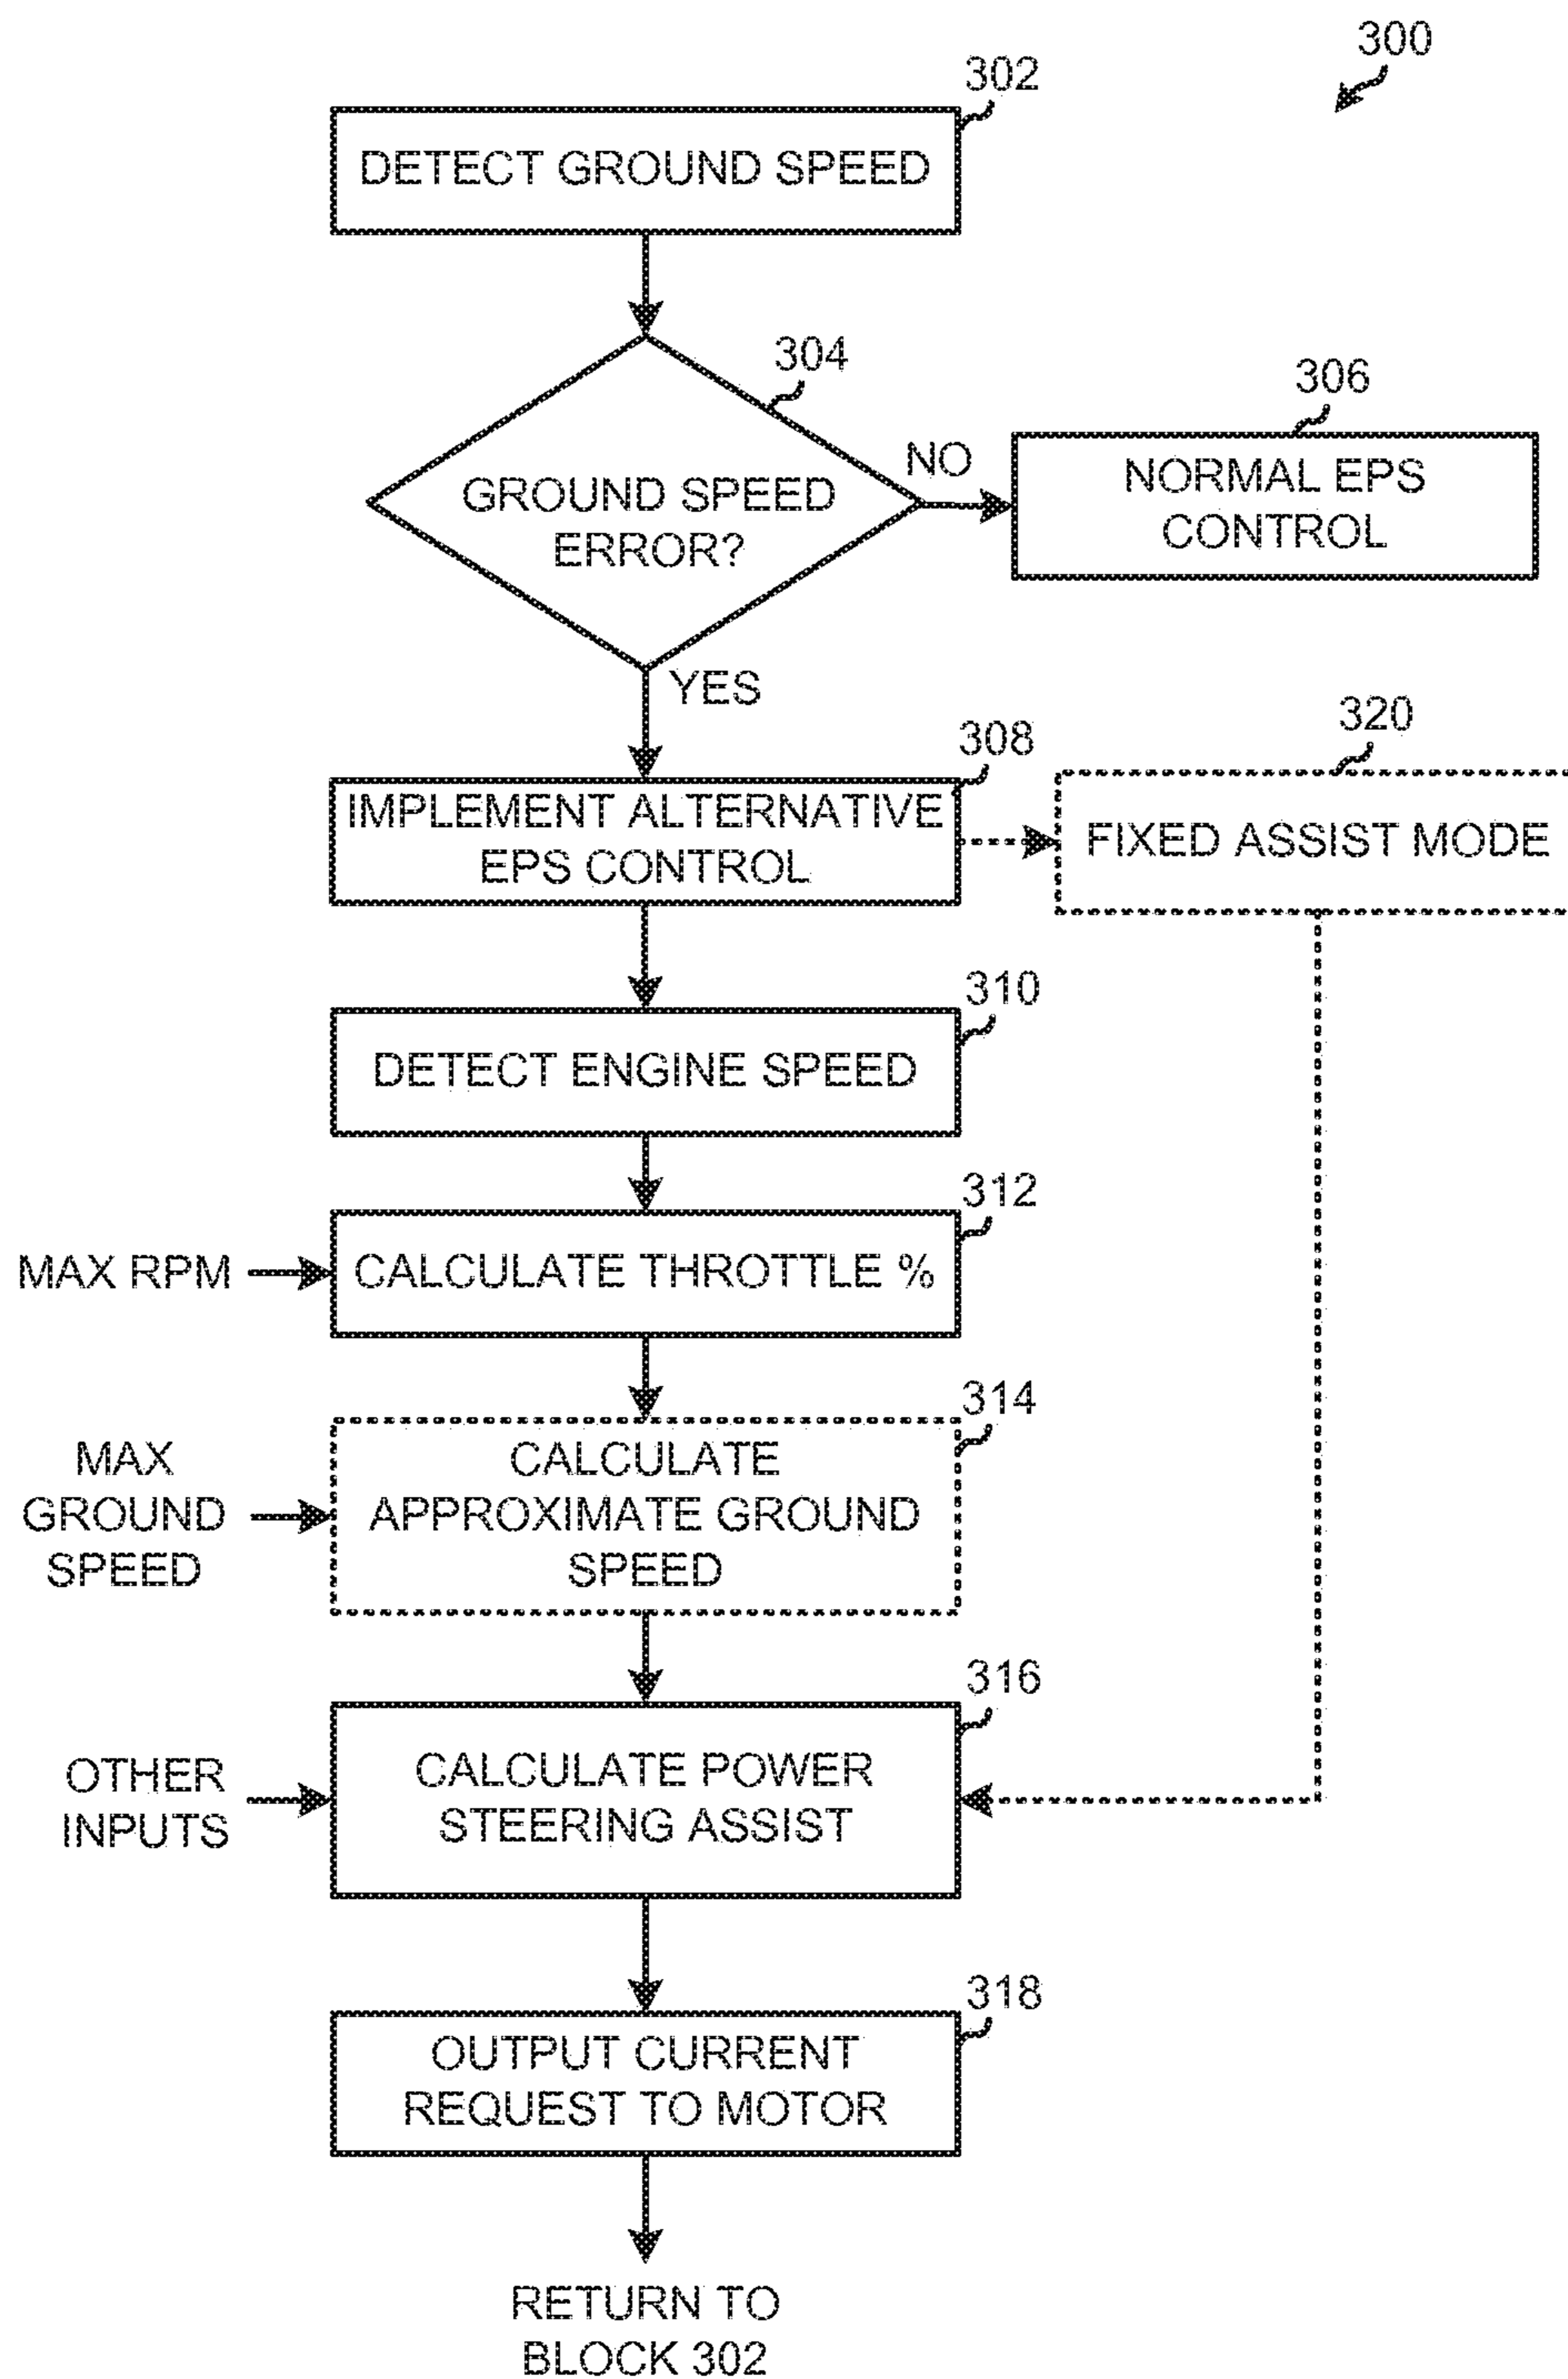 300
302
DETECT GROUND SPEED
304
GROUND SPEED
ERROR?
NO
306
NORMAL EPS
CONTROL
YES
308
IMPLEMENT ALTERNATIVE
EPS CONTROL
320
FIXED ASSIST MODE
310
DETECT ENGINE SPEED
312
MAX RPM
CALCULATE THROTTLE %
314
MAX
GROUND
SPEED
CALCULATE
APPROXIMATE GROUND
SPEED
316
OTHER
INPUTS
CALCULATE POWER
STEERING ASSIST
318
OUTPUT CURRENT
REQUEST TO MOTOR
RETURN TO
BLOCK 302